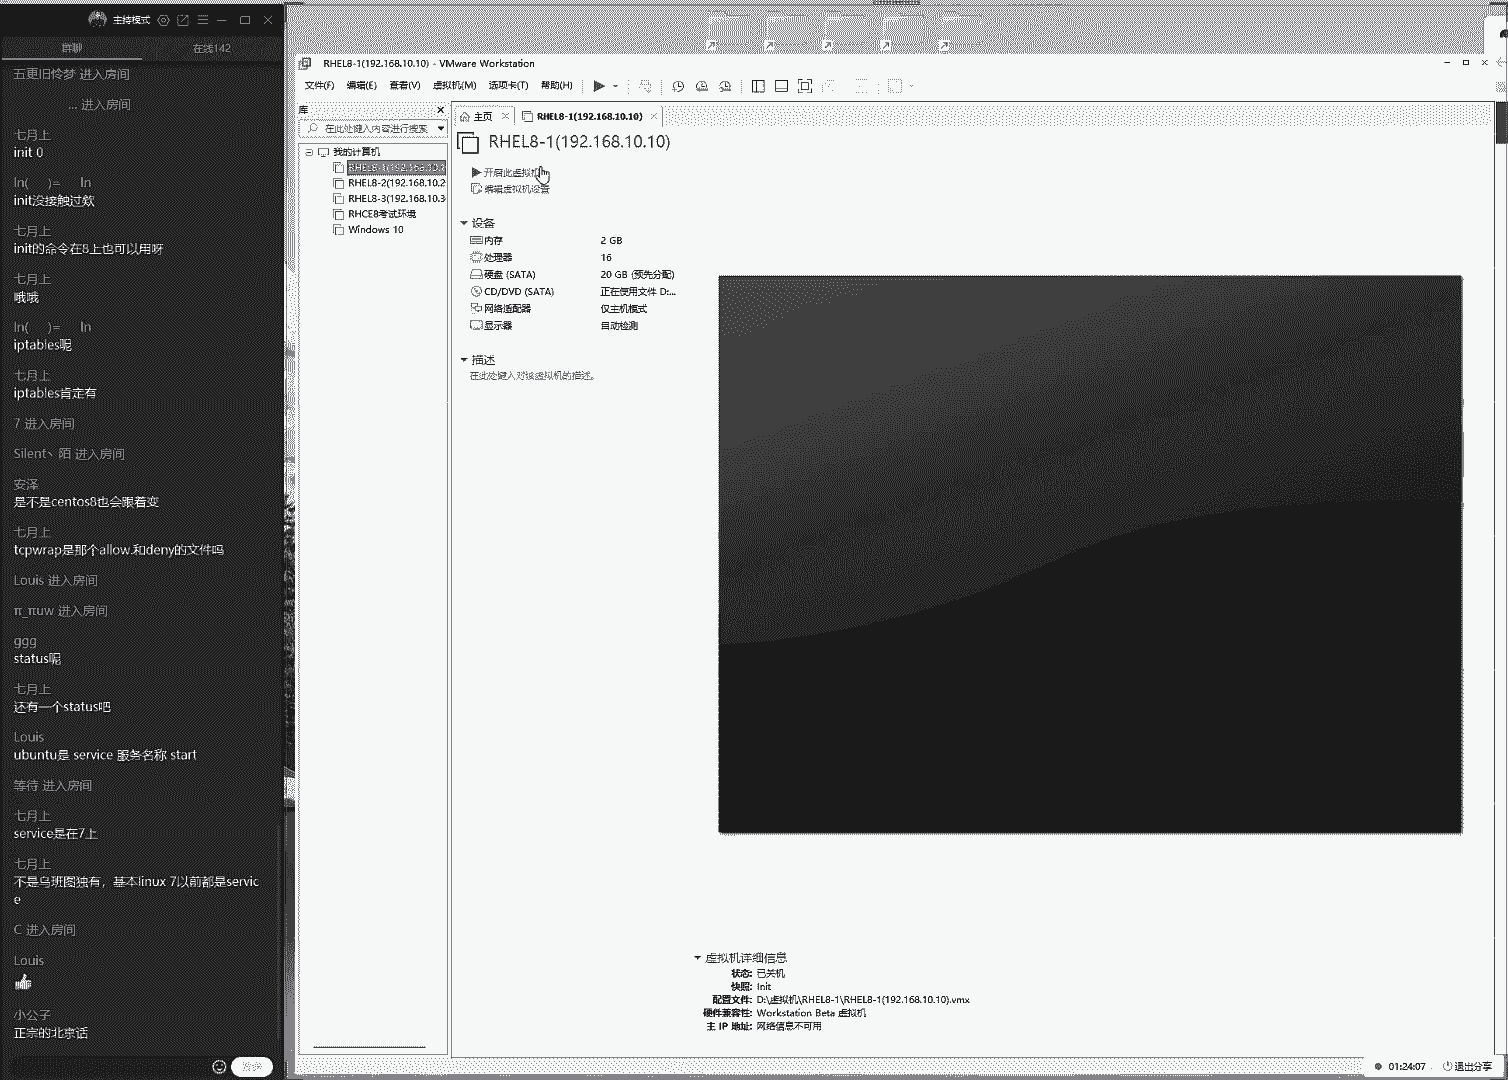 主持模式
群聊
在线142
五更旧怜梦 进入房间
... 进入房间
七月上
init 0
ln( )= ln
init没接触过欸
七月上
init的命令在8上也可以用呀
七月上
哦哦
ln( )= ln
iptables呢
七月上
iptables肯定有
7 进入房间
Silent丶陌 进入房间
安泽
是不是centos8也会跟着变
七月上
tcpwrap是那个allow.和deny的文件吗
Louis 进入房间
π_πuw 进入房间
ggg
status呢
七月上
还有一个status吧
Louis
ubuntu是 service 服务名称 start
等待 进入房间
七月上
service是在7上
七月上
不是乌班图独有，基本linux 7以前都是servic
e
C 进入房间
Louis
小公子
正宗的北京话
发送
RHEL8-1(192.168.10.10) - VMware Workstation
文件(F) 编辑(E) 查看(V) 虚拟机(M) 选项卡(T) 帮助(H)
库
在此处键入内容进行搜索
我的计算机
RHEL8-1(192.168.10.1
RHEL8-2(192.168.10.2
RHEL8-3(192.168.10.3
RHCE8考试环境
Windows 10
主页
RHEL8-1(192.168.10.10)
RHEL8-1(192.168.10.10)
开启此虚拟机
编辑虚拟机设置
设备
内存 2 GB
处理器 16
硬盘 (SATA) 20 GB (预先分配)
CD/DVD (SATA) 正在使用文件 D:...
网络适配器 仅主机模式
显示器 自动检测
描述
在此处键入对该虚拟机的描述。
虚拟机详细信息
状态: 已关机
快照: Init
配置文件: D:\虚拟机\RHEL8-1\RHEL8-1(192.168.10.10).vmx
硬件兼容性: Workstation Beta 虚拟机
主 IP 地址: 网络信息不可用
01:24:07
退出分享